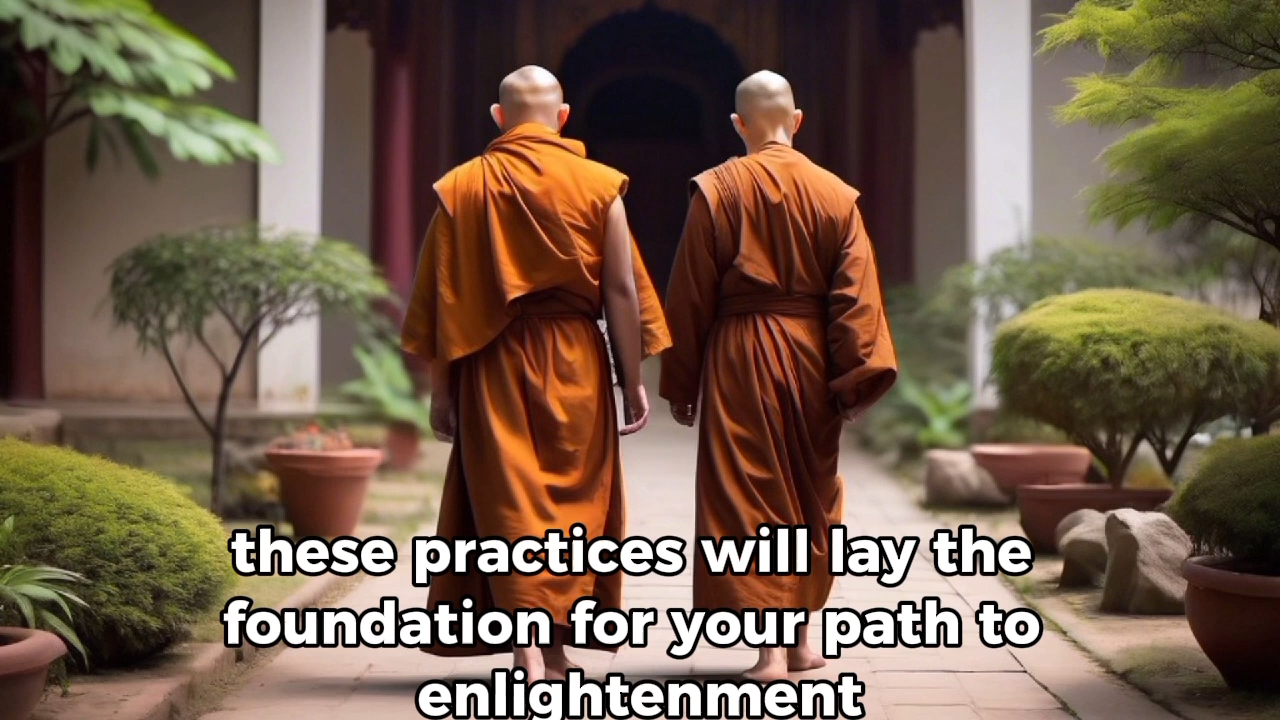 these practices will lay the
foundation for your path to
enlightenment